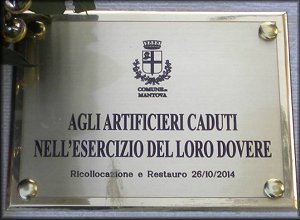 COMUNE DI
MANTOVA
AGLI ARTIFICIERI CADUTI
NELL'ESERCIZIO DEL LORO DOVERE
Ricollocazione e Restauro 26/10/2014